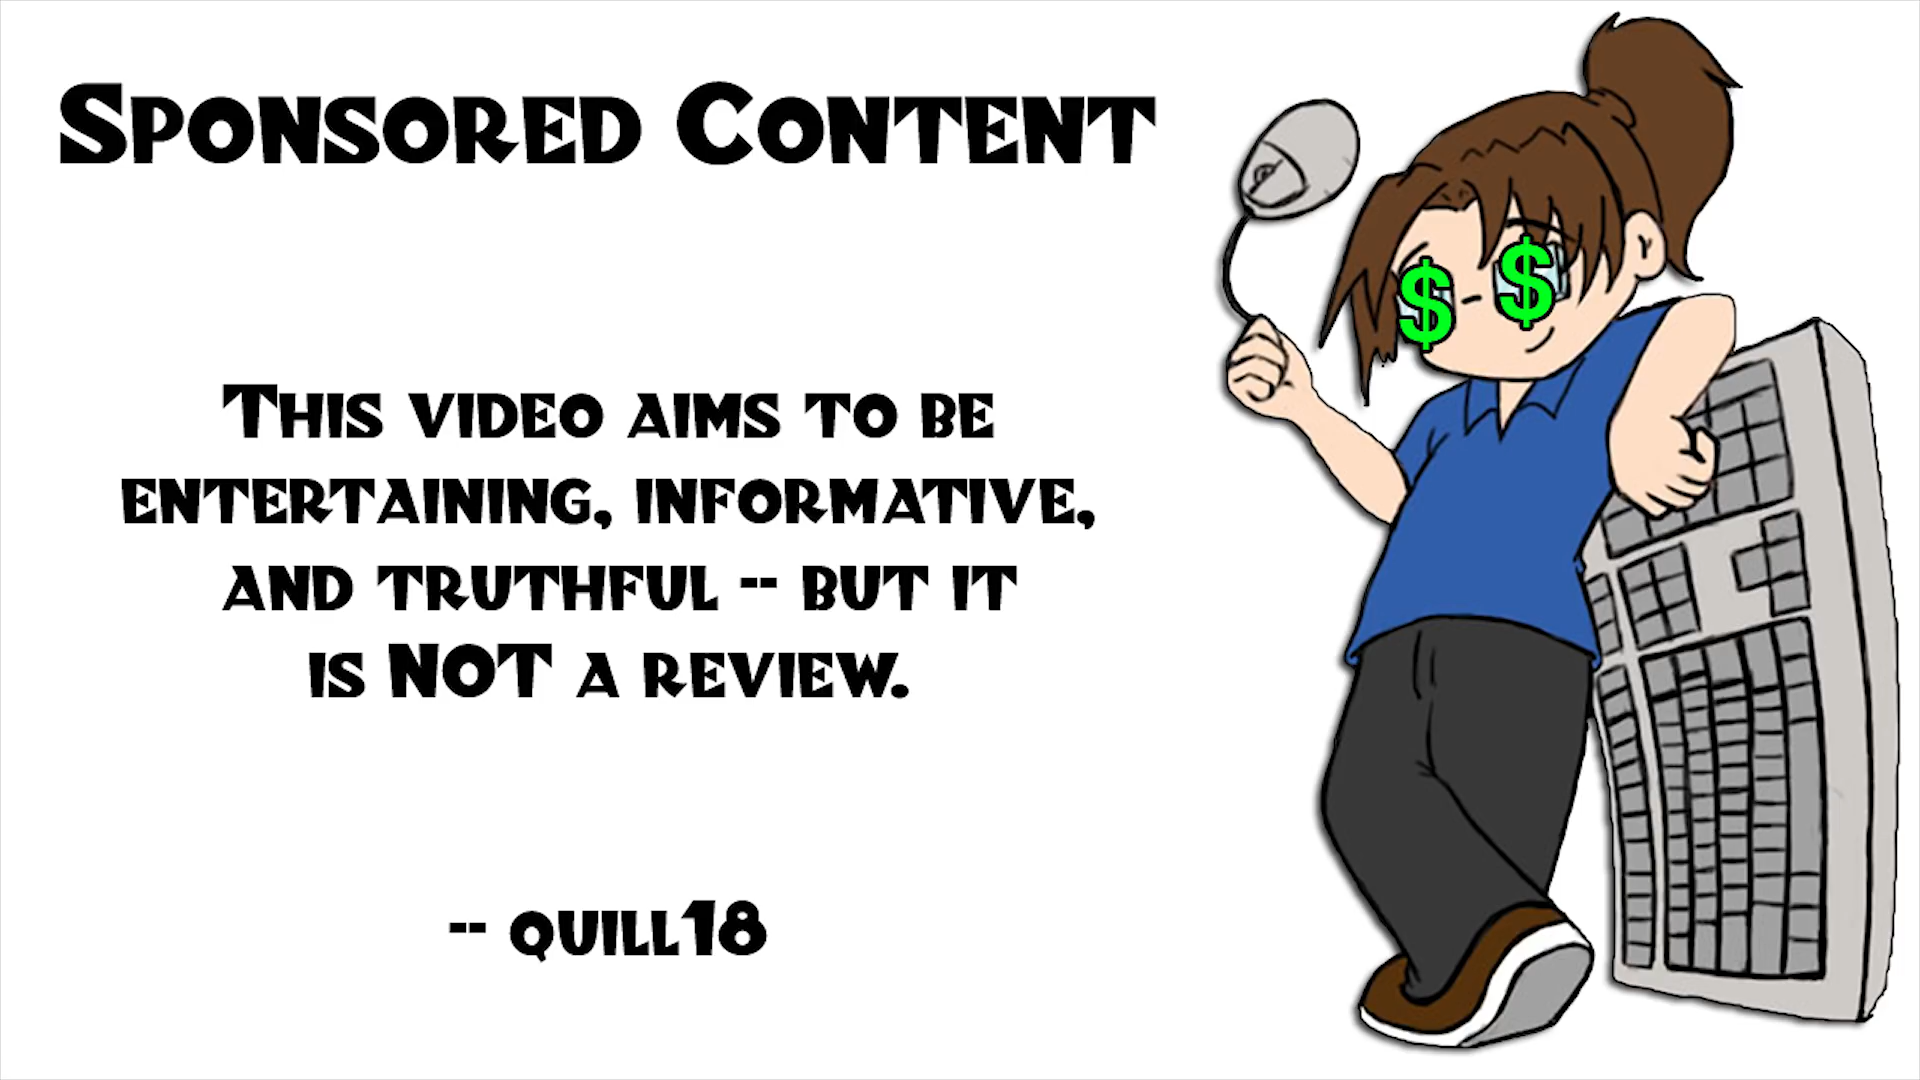 Sponsored Content
This video aims to be
entertaining, informative,
and truthful -- but it
is NOT a review.
-- quill18
$ $